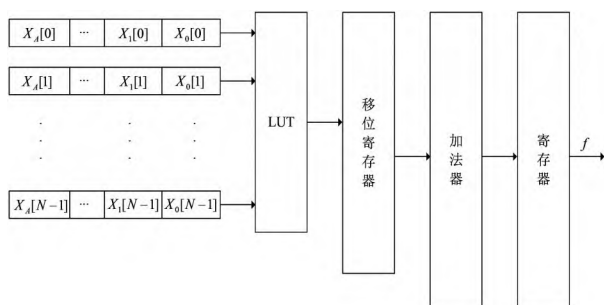 X_A[0] ... X_1[0] X_0[0]
X_A[1] ... X_1[1] X_0[1]
X_A[N-1] ... X_1[N-1] X_0[N-1]
LUT
移位寄存器
加法器
寄存器
f